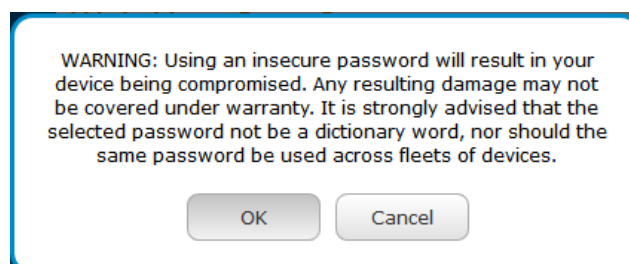 WARNING: Using an insecure password will result in your
device being compromised. Any resulting damage may not
be covered under warranty. It is strongly advised that the
selected password not be a dictionary word, nor should the
same password be used across fleets of devices.
OK Cancel